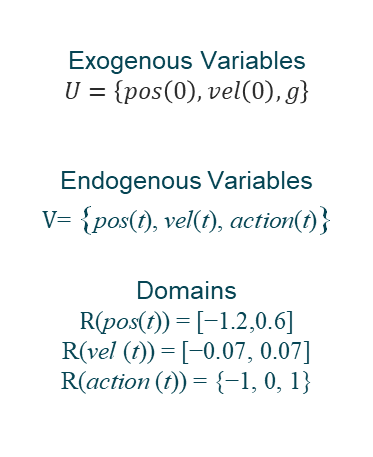 Exogenous Variables
U = {pos(0), vel(0), g}
Endogenous Variables
V= {pos(t), vel(t), action(t)}
Domains
R(pos(t)) = [−1.2,0.6]
R(vel (t)) = [−0.07, 0.07]
R(action (t)) = {−1, 0, 1}